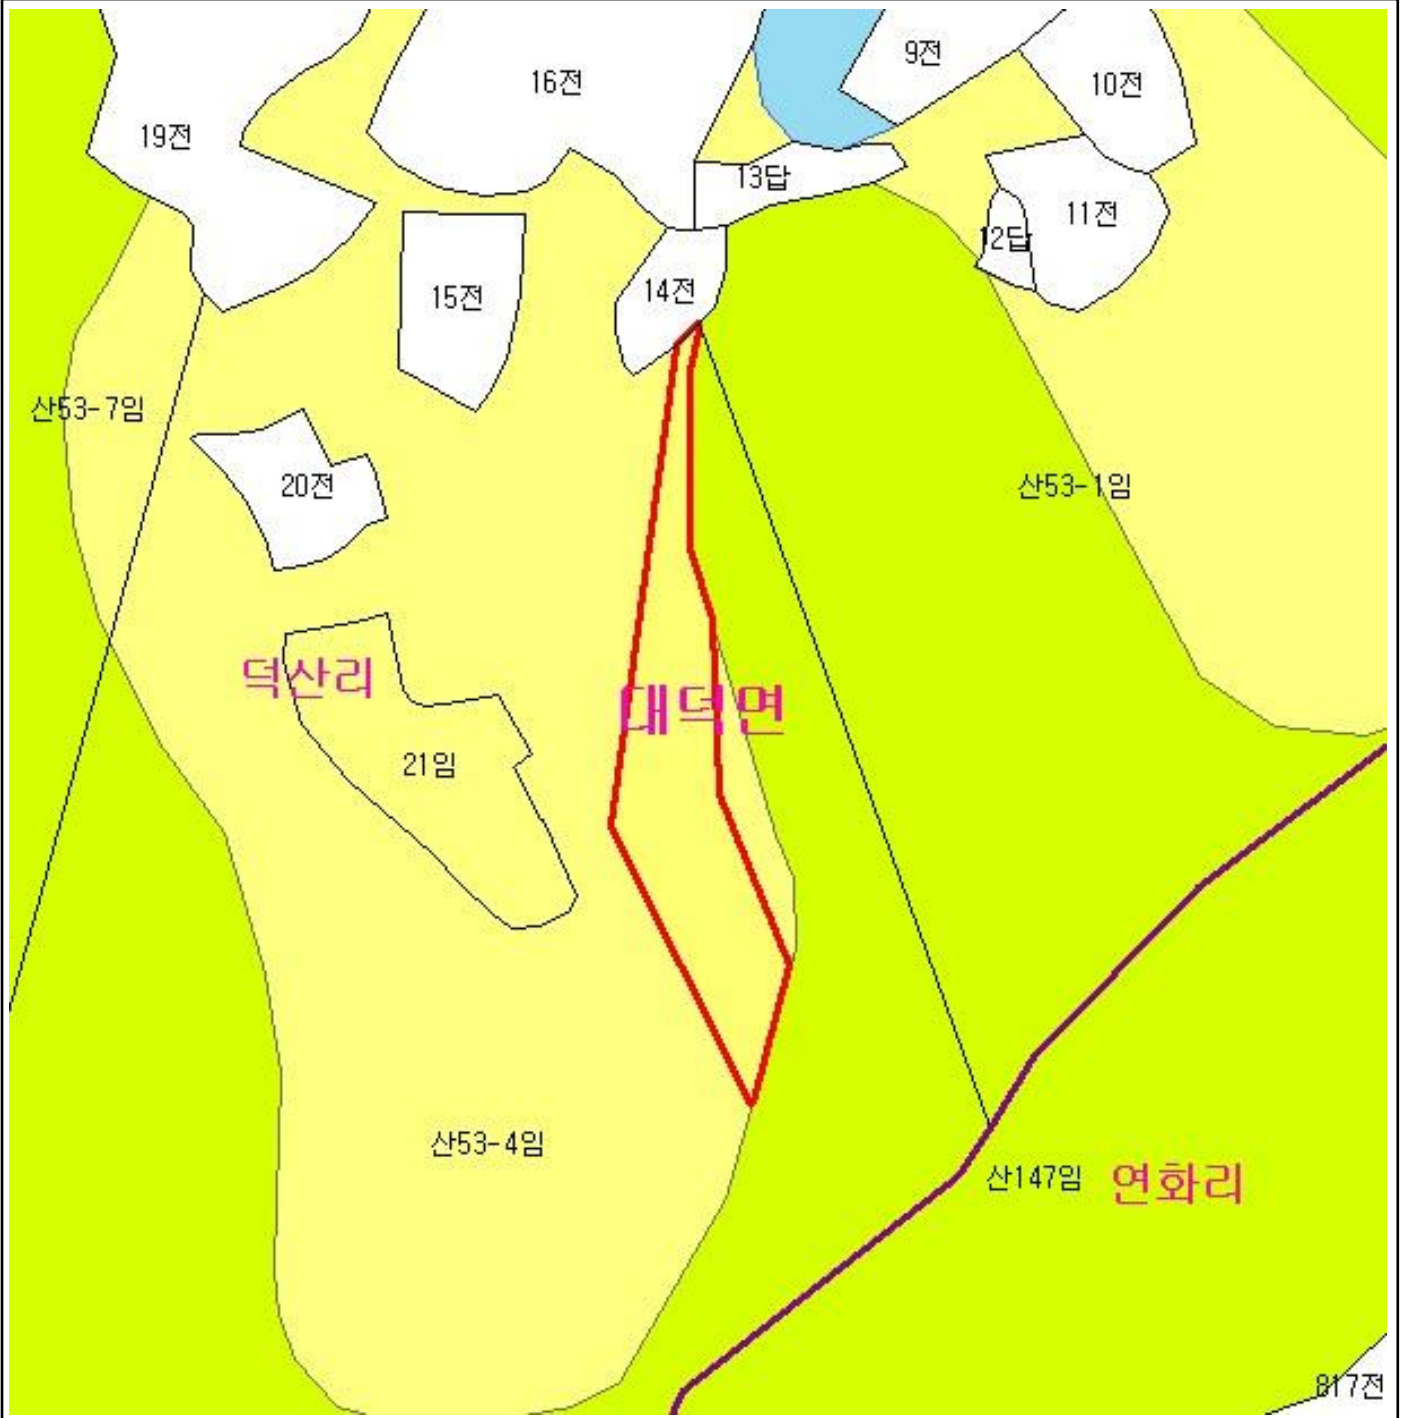 9전
16전
10전
19전
13답
11전
12답
14전
15전
산53-7임
20전
산53-1임
덕산리
대덕면
21임
산53-4임
산147임
연화리
817전